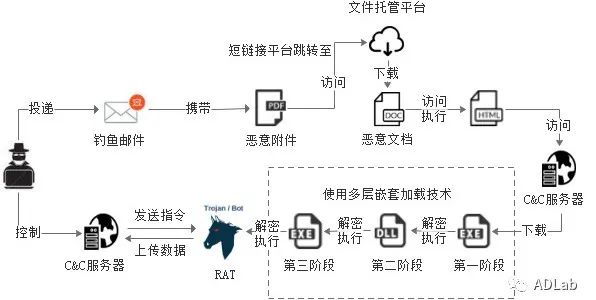 文件托管平台
短链接平台跳转至
访问
下载
投递
钓鱼邮件
携带
PDF
恶意附件
DOC
恶意文档
访问
执行
HTML
访问
C&C服务器
下载
使用多层嵌套加载技术
EXE
第一阶段
解密
执行
DLL
第二阶段
解密
执行
EXE
第三阶段
解密
执行
Trojan / Bot
RAT
发送指令
上传数据
C&C服务器
控制
ADLab